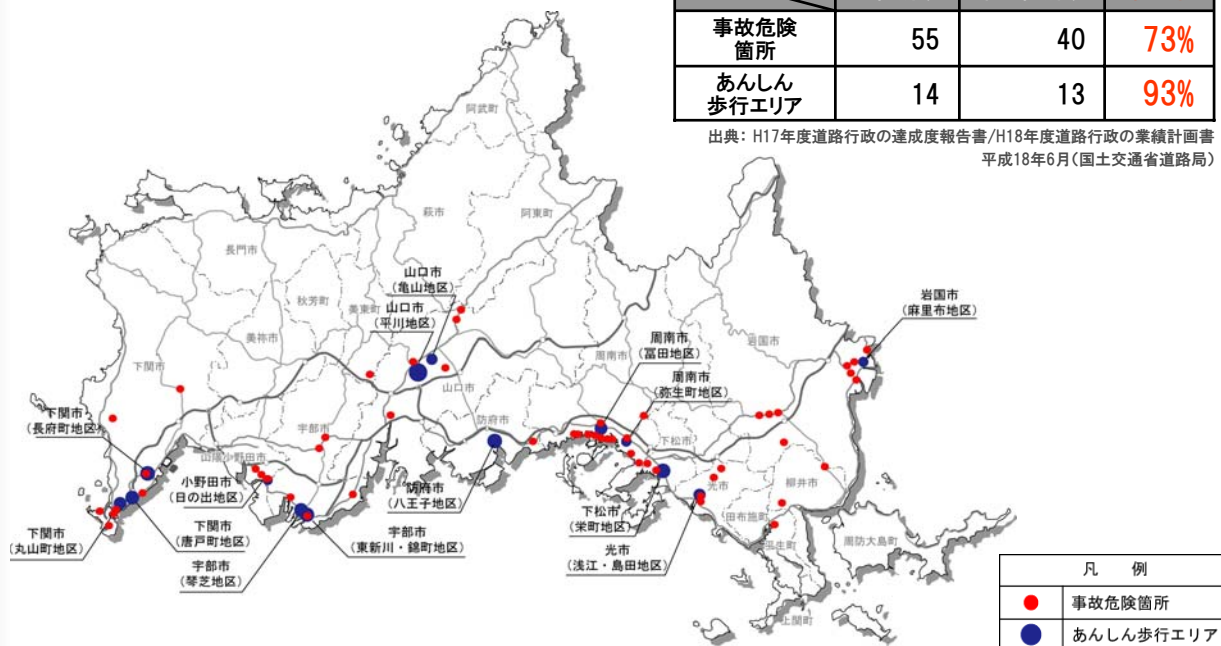 事故危険
箇所
55
40
73%
あんしん
歩行エリア
14
13
93%
出典: H17年度道路行政の達成度報告書/H18年度道路行政の業績計画書
平成18年6月(国土交通省道路局)
阿武町
萩市
阿東町
長門市
山口市
(亀山地区)
秋芳町
美東町
山口市
(平川地区)
岩国市
(麻里布地区)
美祢市
周南市
(冨田地区)
周南市
岩国市
下関市
周南市
(弥生町地区)
山口市
下関市
(長府町地区)
宇部市
防府市
下松市
山陽小野田市
小野田市
(日の出地区)
防府市
(八王子地区)
光市
柳井市
下松市
(栄町地区)
田布施町
下関市
(丸山町地区)
下関市
(唐戸町地区)
宇部市
(東新川・錦町地区)
宇部市
(琴芝地区)
光市
(浅江・島田地区)
周防大島町
上関町
凡 例
事故危険箇所
あんしん歩行エリア